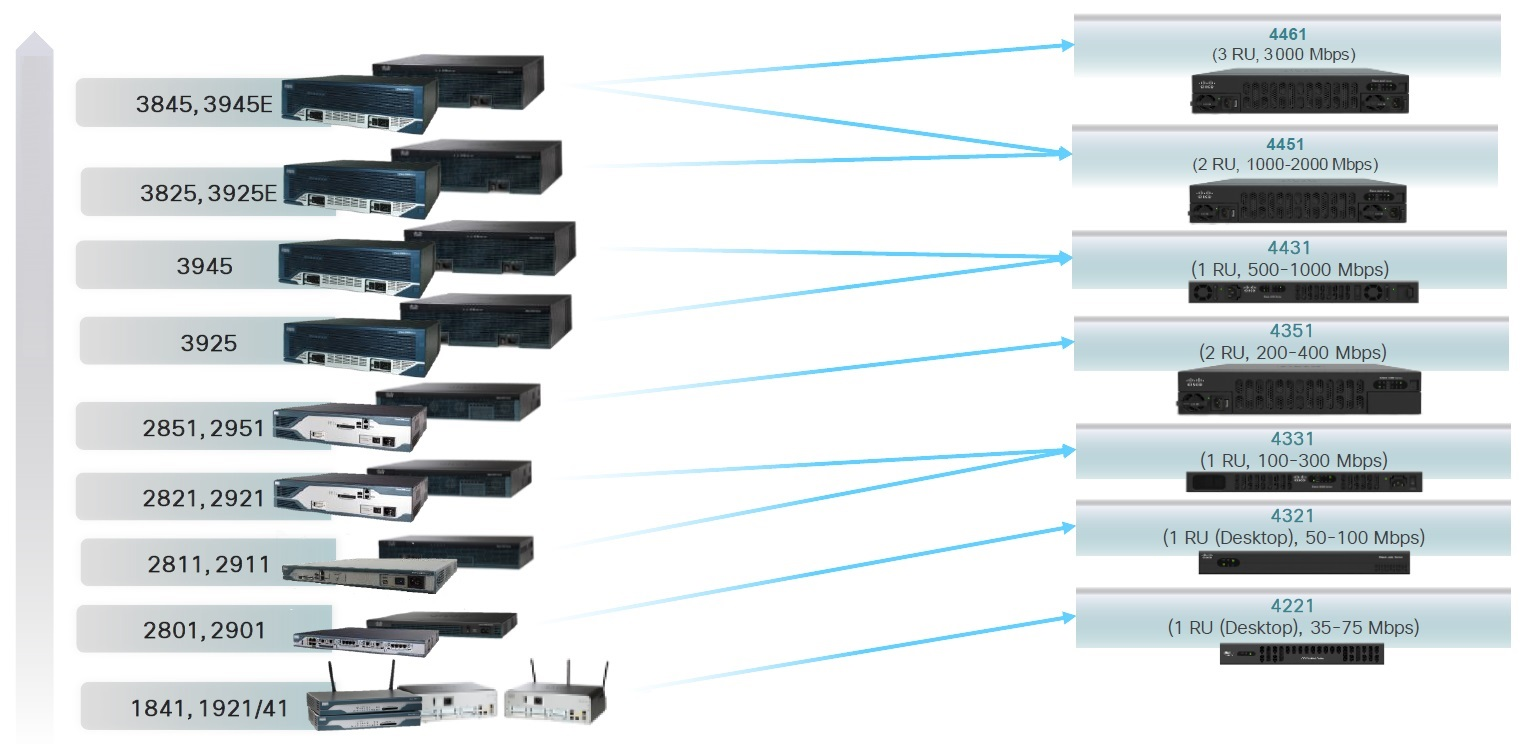 3845, 3945E
3825, 3925E
3945
3925
2851, 2951
2821, 2921
2811, 2911
2801, 2901
1841, 1921/41
4461
(3 RU, 3000 Mbps)
4451
(2 RU, 1000-2000 Mbps)
4431
(1 RU, 500-1000 Mbps)
4351
(2 RU, 200-400 Mbps)
4331
(1 RU, 100-300 Mbps)
4321
(1 RU (Desktop), 50-100 Mbps)
4221
(1 RU (Desktop), 35-75 Mbps)